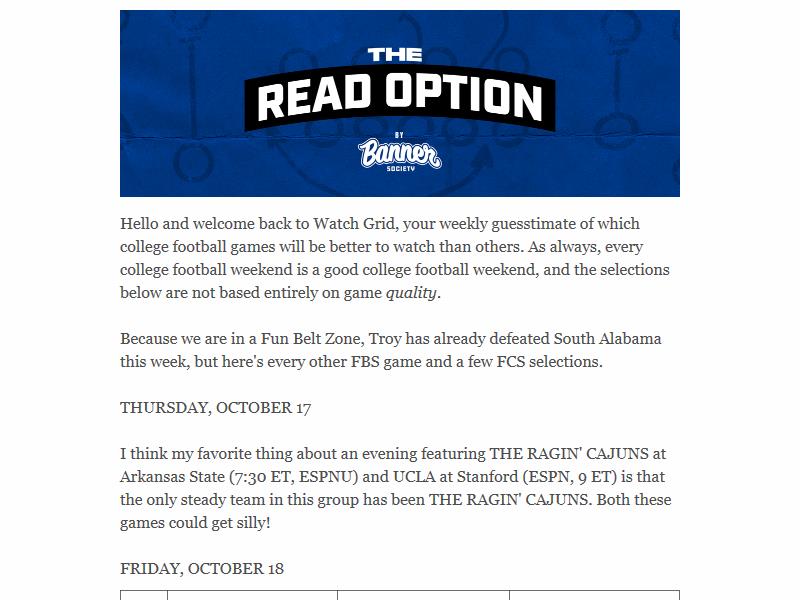 THE
READ OPTION
BY
Banner
SOCIETY
Hello and welcome back to Watch Grid, your weekly guesstimate of which
college football games will be better to watch than others. As always, every
college football weekend is a good college football weekend, and the selections
below are not based entirely on game quality.
Because we are in a Fun Belt Zone, Troy has already defeated South Alabama
this week, but here's every other FBS game and a few FCS selections.
THURSDAY, OCTOBER 17
I think my favorite thing about an evening featuring THE RAGIN' CAJUNS at
Arkansas State (7:30 ET, ESPNU) and UCLA at Stanford (ESPN, 9 ET) is that
the only steady team in this group has been THE RAGIN' CAJUNS. Both these
games could get silly!
FRIDAY, OCTOBER 18